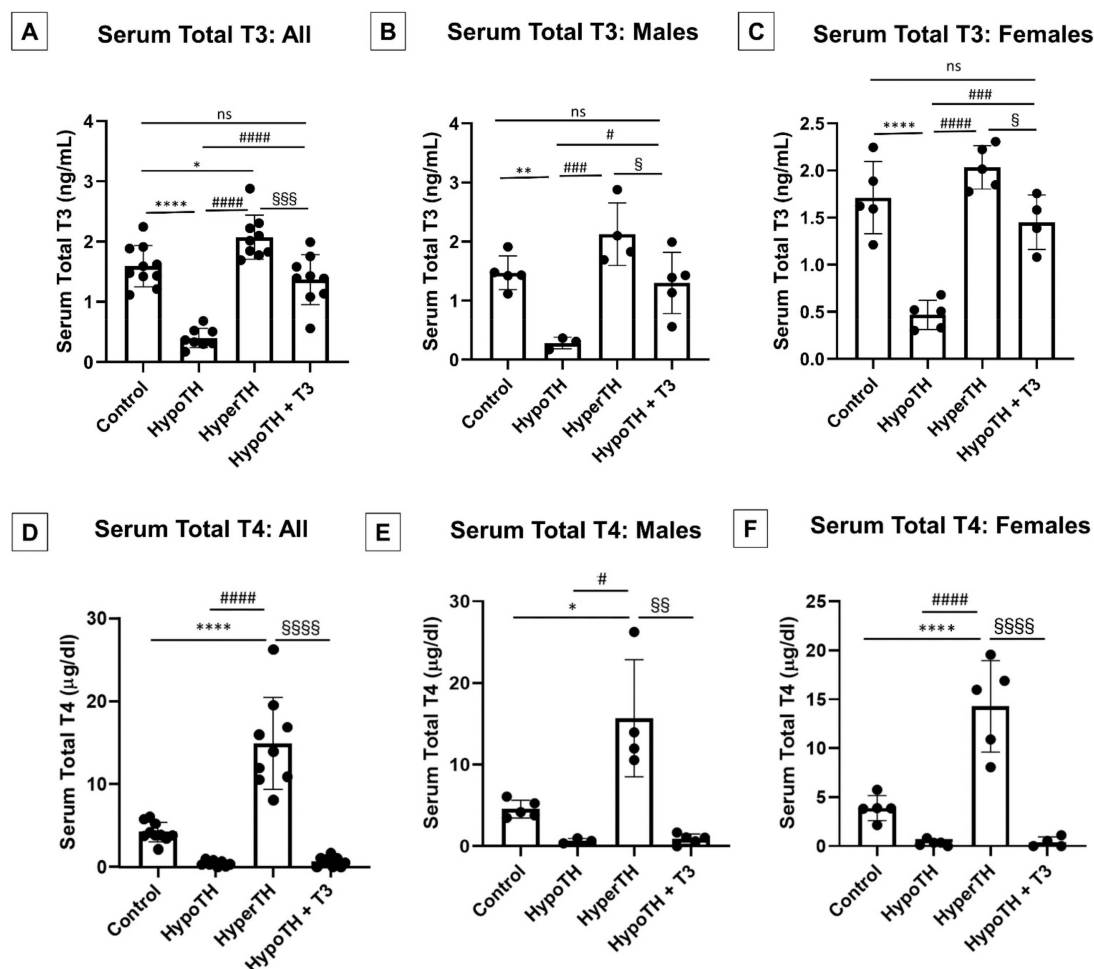 A
Serum Total T3: All
ns
####
*
**** #### §§§
Serum Total T3 (ng/mL)
4
3
2
1
0
Control
HypoTH
HyperTH
HypoTH + T3
B
Serum Total T3: Males
ns
#
** ### §
Serum Total T3 (ng/mL)
4
3
2
1
0
Control
HypoTH
HyperTH
HypoTH + T3
C
Serum Total T3: Females
ns
###
**** #### §
Serum Total T3 (ng/mL)
2.5
2.0
1.5
1.0
0.5
0.0
Control
HypoTH
HyperTH
HypoTH + T3
D
Serum Total T4: All
####
**** §§§§
Serum Total T4 (μg/dl)
30
20
10
0
Control
HypoTH
HyperTH
HypoTH + T3
E
Serum Total T4: Males
#
* §§
Serum Total T4 (μg/dl)
30
20
10
0
Control
HypoTH
HyperTH
HypoTH + T3
F
Serum Total T4: Females
####
**** §§§§
Serum Total T4 (μg/dl)
25
20
15
10
5
0
Control
HypoTH
HyperTH
HypoTH + T3